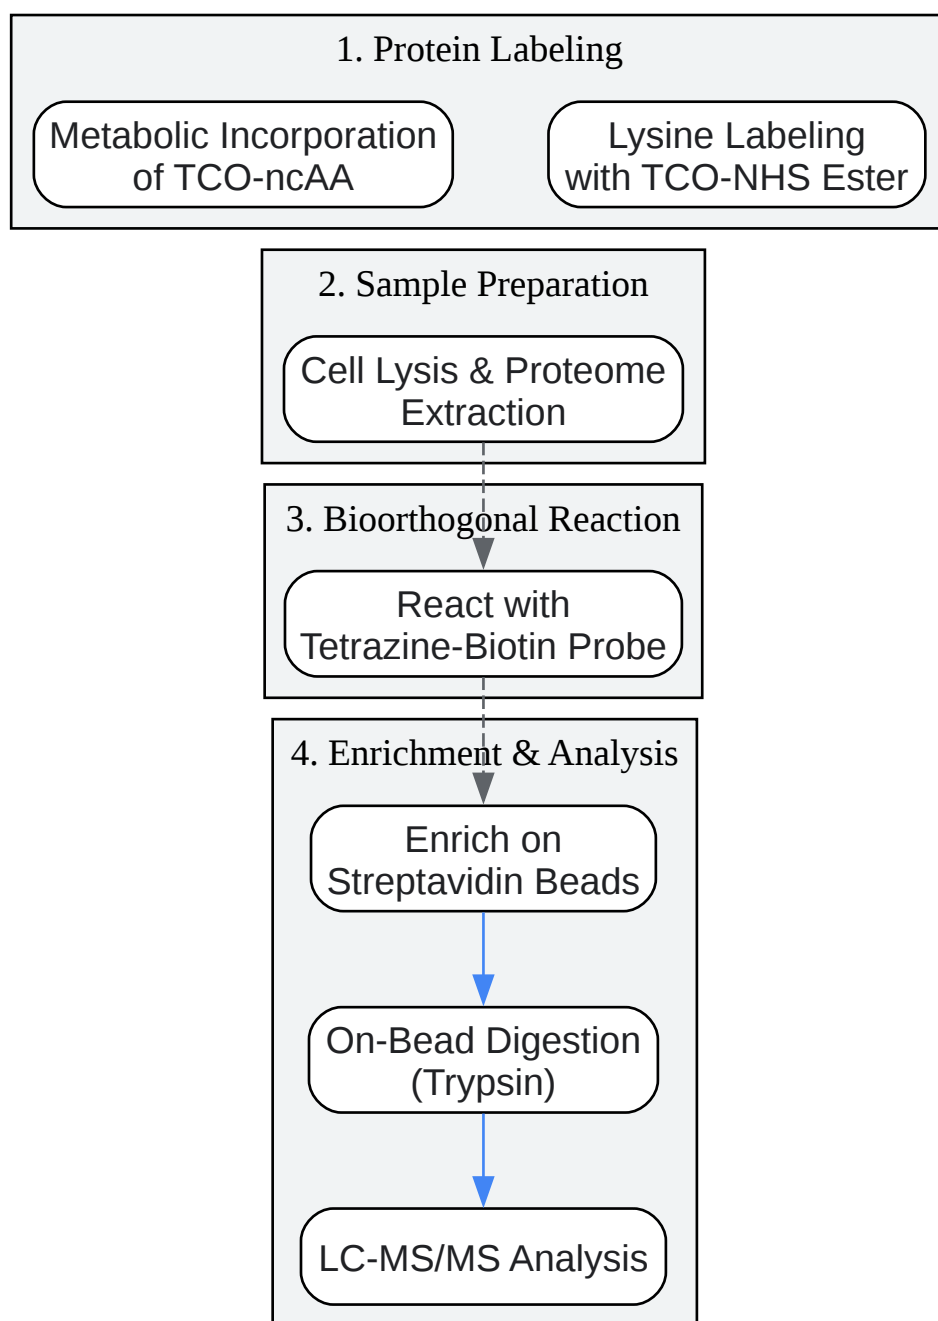 1. Protein Labeling
Metabolic Incorporation
of TCO-ncAA
Lysine Labeling
with TCO-NHS Ester
2. Sample Preparation
Cell Lysis & Proteome
Extraction
3. Bioorthogonal Reaction
React with
Tetrazine-Biotin Probe
4. Enrichment & Analysis
Enrich on
Streptavidin Beads
On-Bead Digestion
(Trypsin)
LC-MS/MS Analysis